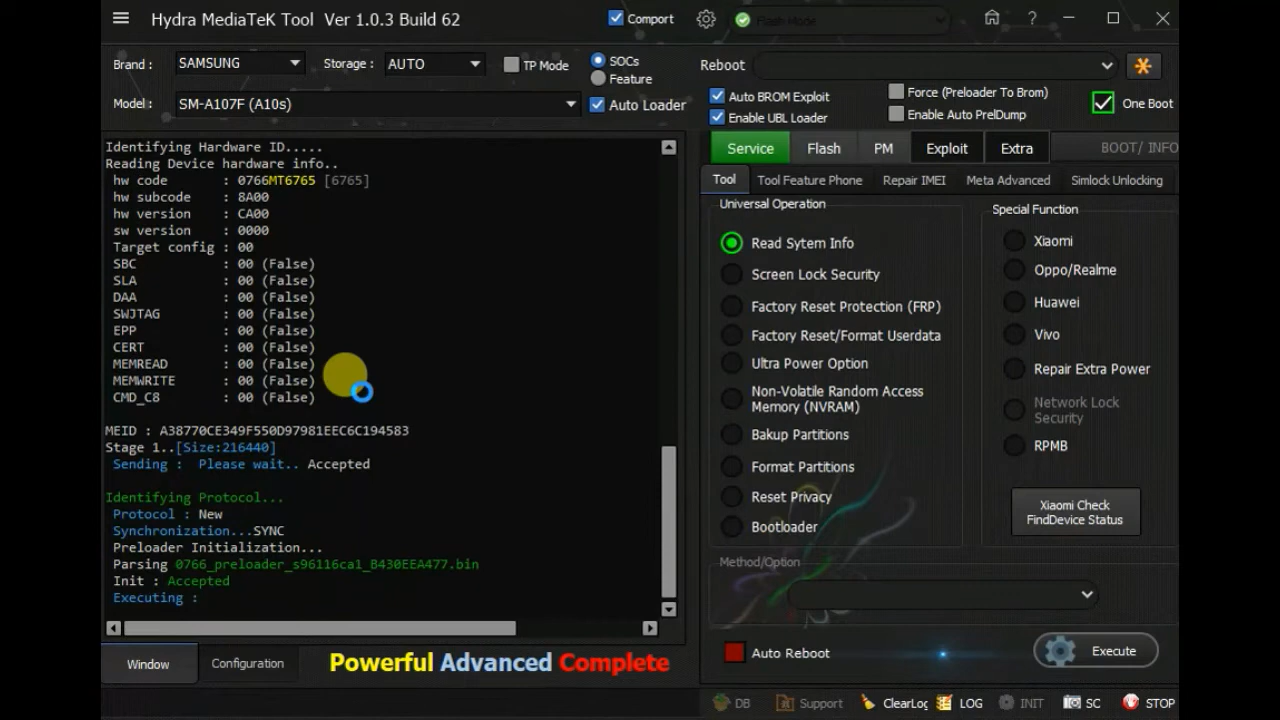 Hydra MediaTeK Tool Ver 1.0.3 Build 62
Comport
Flash Mode
?
Brand :
SAMSUNG
Storage :
AUTO
TP Mode
SOCs
Feature
Reboot
Model :
SM-A107F (A10s)
Auto Loader
Auto BROM Exploit
Enable UBL Loader
Force (Preloader To Brom)
Enable Auto PrelDump
One Boot
Identifying Hardware ID.....
Reading Device hardware info..
hw code : 0766MT6765 [6765]
hw subcode : 8A00
hw version : CA00
sw version : 0000
Target config : 00
SBC : 00 (False)
SLA : 00 (False)
DAA : 00 (False)
SWJTAG : 00 (False)
EPP : 00 (False)
CERT : 00 (False)
MEMREAD : 00 (False)
MEMWRITE : 00 (False)
CMD_C8 : 00 (False)
MEID : A38770CE349F550D97981EEC6C194583
Stage 1..[Size:216440]
Sending : Please wait.. Accepted
Identifying Protocol...
Protocol : New
Synchronization...SYNC
Preloader Initialization...
Parsing 0766_preloader_s96116ca1_B430EEA477.bin
Init : Accepted
Executing :
Service
Flash
PM
Exploit
Extra
BOOT/ INFO
Tool
Tool Feature Phone
Repair IMEI
Meta Advanced
Simlock Unlocking
Universal Operation
Read Sytem Info
Screen Lock Security
Factory Reset Protection (FRP)
Factory Reset/Format Userdata
Ultra Power Option
Non-Volatile Random Access
Memory (NVRAM)
Bakup Partitions
Format Partitions
Reset Privacy
Bootloader
Special Function
Xiaomi
Oppo/Realme
Huawei
Vivo
Repair Extra Power
Network Lock
Security
RPMB
Xiaomi Check
FindDevice Status
Method/Option
Auto Reboot
Execute
Window
Configuration
Powerful Advanced Complete
DB
Support
ClearLog
LOG
INIT
SC
STOP